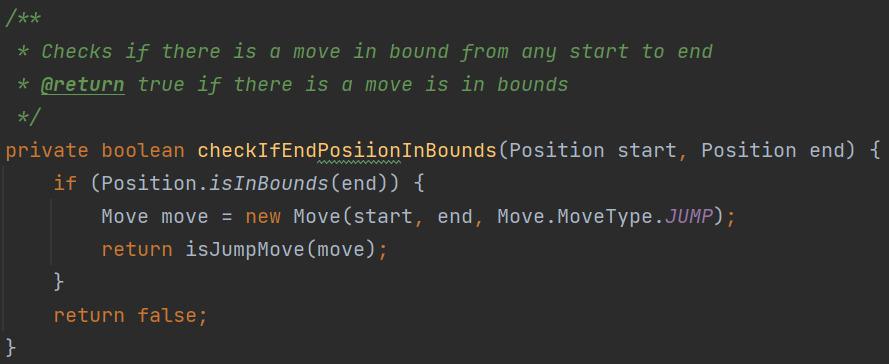 /**
 * Checks if there is a move in bound from any start to end
 * @return true if there is a move is in bounds
 */
private boolean checkIfEndPosiionInBounds(Position start, Position end) {
    if (Position.isInBounds(end)) {
        Move move = new Move(start, end, Move.MoveType.JUMP);
        return isJumpMove(move);
    }
    return false;
}